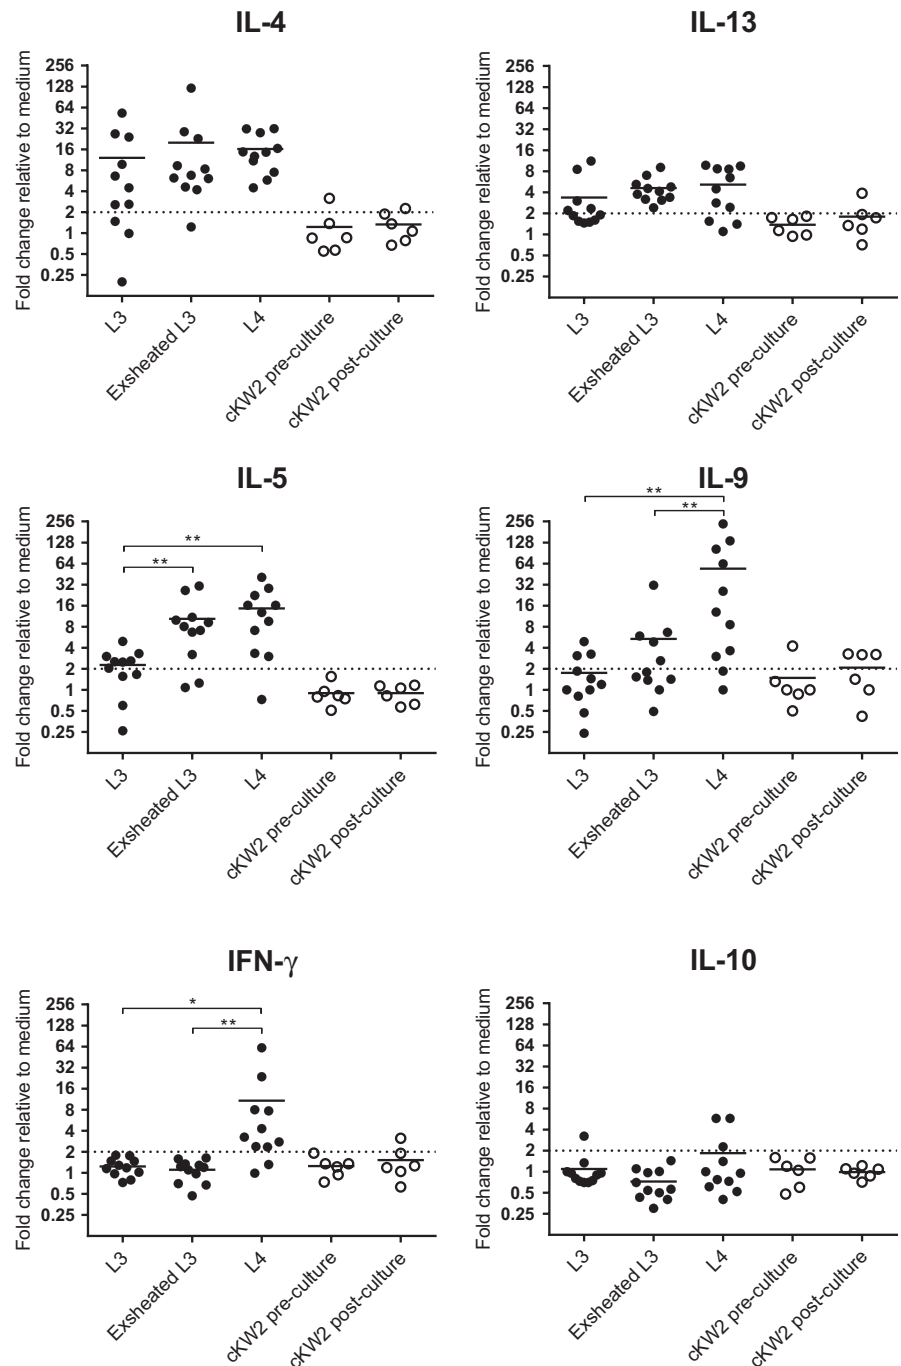 IL-4
IL-13
Fold change relative to medium
256
128
64
32
16
8
4
2
1
0.5
0.25
L3
Exsheated L3
L4
cKW2 pre-culture
cKW2 post-culture
Fold change relative to medium
256
128
64
32
16
8
4
2
1
0.5
0.25
L3
Exsheated L3
L4
cKW2 pre-culture
cKW2 post-culture
IL-5
IL-9
Fold change relative to medium
256
128
64
32
16
8
4
2
1
0.5
0.25
**
**
L3
Exsheated L3
L4
cKW2 pre-culture
cKW2 post-culture
Fold change relative to medium
256
128
64
32
16
8
4
2
1
0.5
0.25
**
**
L3
Exsheated L3
L4
cKW2 pre-culture
cKW2 post-culture
IFN-γ
IL-10
Fold change relative to medium
256
128
64
32
16
8
4
2
1
0.5
0.25
*
**
L3
Exsheated L3
L4
cKW2 pre-culture
cKW2 post-culture
Fold change relative to medium
256
128
64
32
16
8
4
2
1
0.5
0.25
L3
Exsheated L3
L4
cKW2 pre-culture
cKW2 post-culture